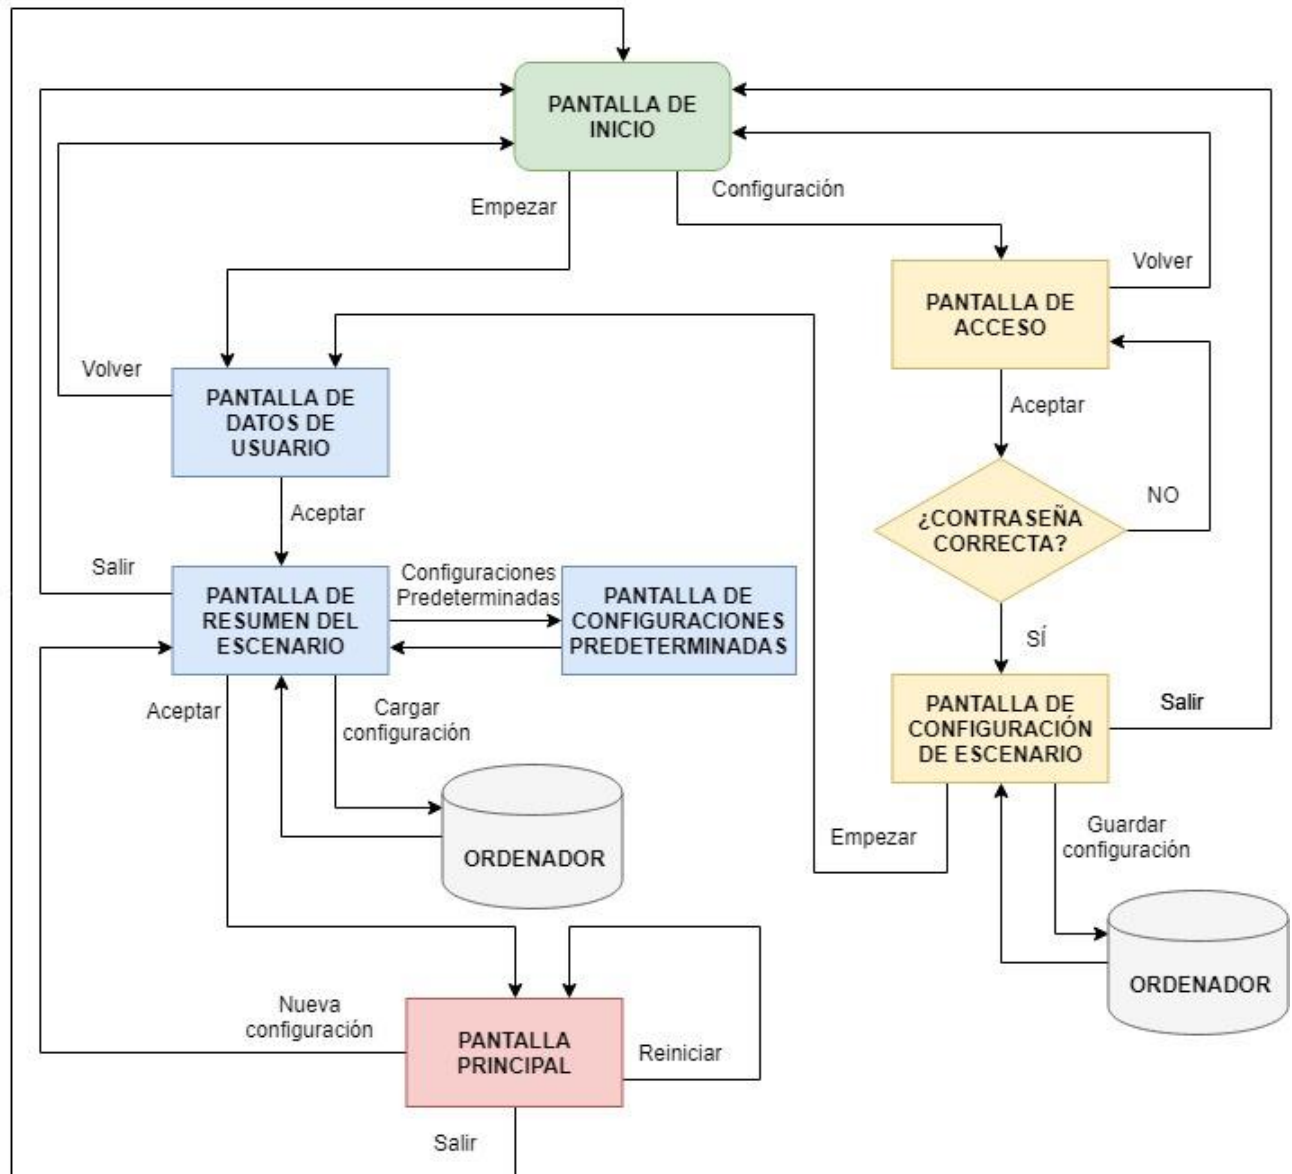 PANTALLA DE
INICIO
Empezar
Configuración
Volver
PANTALLA DE
ACCESO
Volver
PANTALLA DE
DATOS DE
USUARIO
Aceptar
Aceptar
¿CONTRASEÑA
CORRECTA?
NO
Salir
PANTALLA DE
RESUMEN DEL
ESCENARIO
Configuraciones
Predeterminadas
PANTALLA DE
CONFIGURACIONES
PREDETERMINADAS
SÍ
Aceptar
Cargar
configuración
PANTALLA DE
CONFIGURACIÓN
DE ESCENARIO
Salir
ORDENADOR
Empezar
Guardar
configuración
ORDENADOR
Nueva
configuración
PANTALLA
PRINCIPAL
Reiniciar
Salir